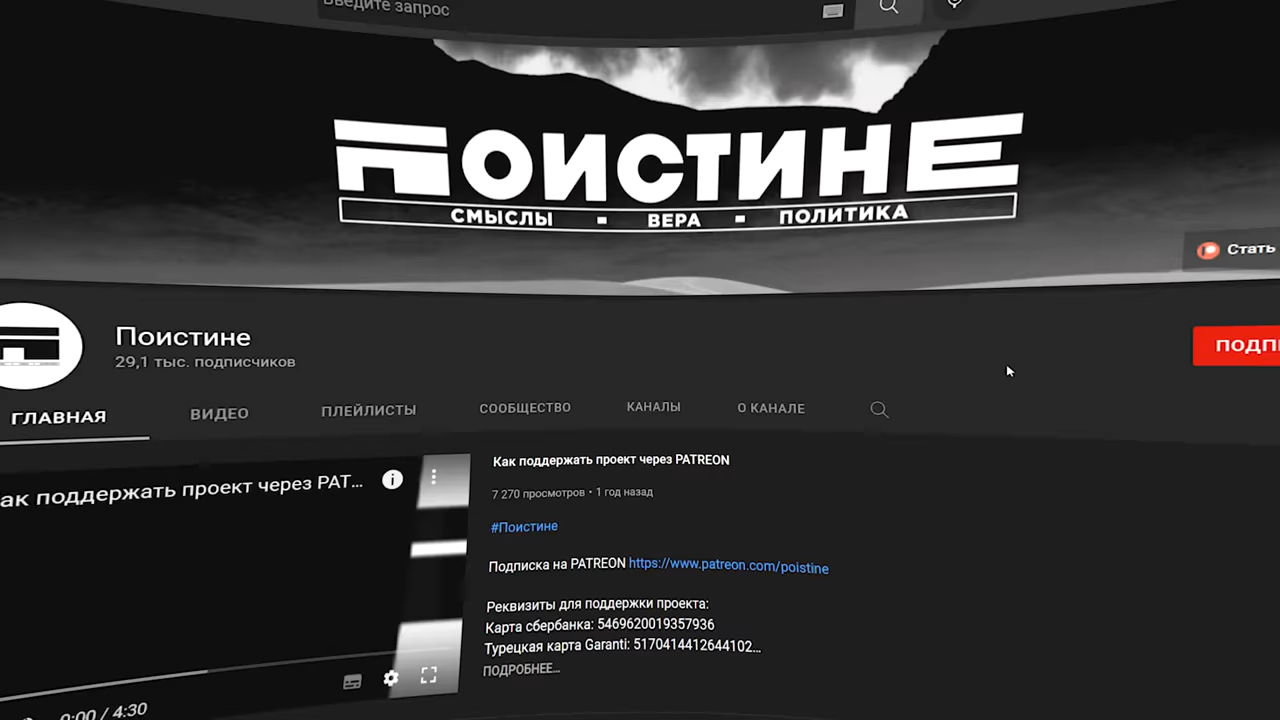 Введите запрос
ПОИСТИНЕ
СМЫСЛЫ - ВЕРА - ПОЛИТИКА
Стать
Поистине
29,1 тыс. подписчиков
ПОДПИ
ГЛАВНАЯ ВИДЕО ПЛЕЙЛИСТЫ СООБЩЕСТВО КАНАЛЫ О КАНАЛЕ
ак поддержать проект через PAT...
Как поддержать проект через PATREON
7 270 просмотров • 1 год назад
#Поистине
Подписка на PATREON https://www.patreon.com/poistine
Реквизиты для поддержки проекта:
Карта сбербанка: 5469620019357936
Турецкая карта Garanti: 5170414412644102...
ПОДРОБНЕЕ...
0:00 / 4:30